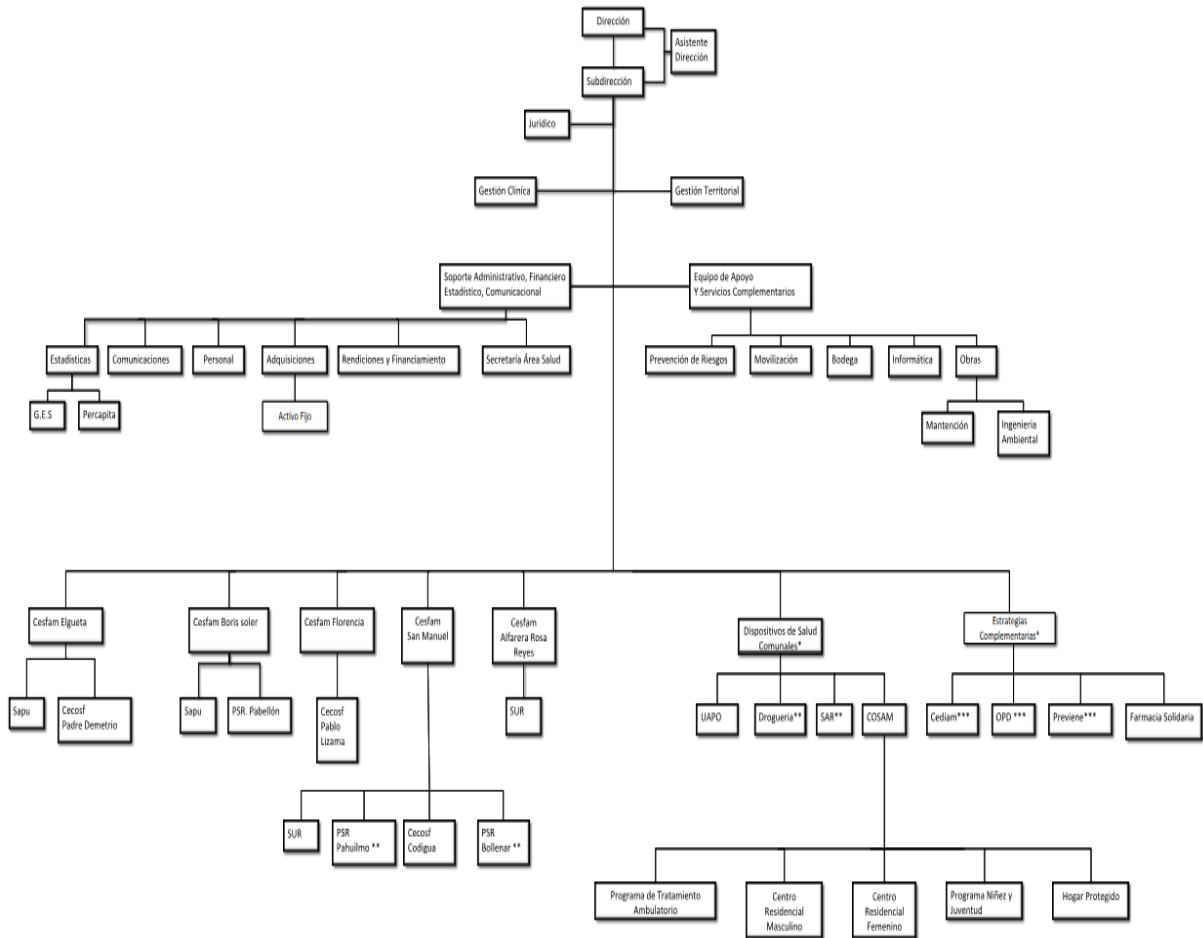 Dirección
Asistente
Dirección
Subdirección
Jurídico
Gestión Clínica
Gestión Territorial
Soporte Administrativo, Financiero
Estadístico, Comunicacional
Equipo de Apoyo
Y Servicios Complementarios
Estadísticas
Comunicaciones
Personal
Adquisiciones
Rendiciones y Financiamiento
Secretaría Área Salud
Prevención de Riesgos
Movilización
Bodega
Informática
Obras
G.E.S
Percapita
Activo Fijo
Mantención
Ingenieria
Ambiental
Cesfam Elgueta
Cesfam Boris soler
Cesfam Florencia
Cesfam
San Manuel
Cesfam
Alfarera Rosa
Reyes
Dispositivos de Salud
Comunales*
Estrategias
Complementarias*
Sapu
Cecosf
Padre Demetrio
Sapu
PSR. Pabellón
Cecosf
Pablo
Lizama
SUR
UAPO
Drogueria**
SAR**
COSAM
Cediam***
OPD ***
Previene***
Farmacia Solidaria
SUR
PSR
Pahuilmo **
Cecosf
Codigua
PSR
Bollenar **
Programa de Tratamiento
Ambulatorio
Centro
Residencial
Masculino
Centro
Residencial
Femenino
Programa Niñez y
Juventud
Hogar Protegido